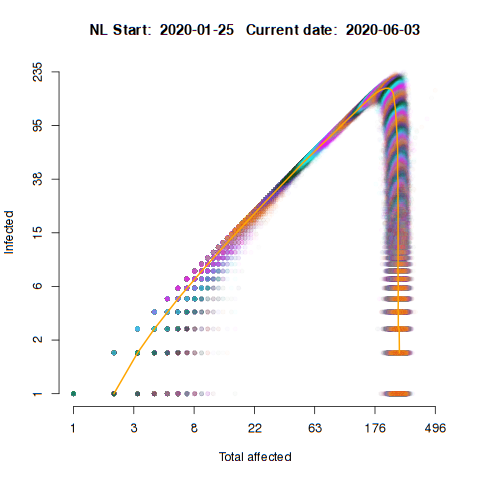 NL Start:  2020-01-25   Current date:  2020-06-03
235
95
38
15
6
2
1
Infected
1 3 8 22 63 176 496
Total affected